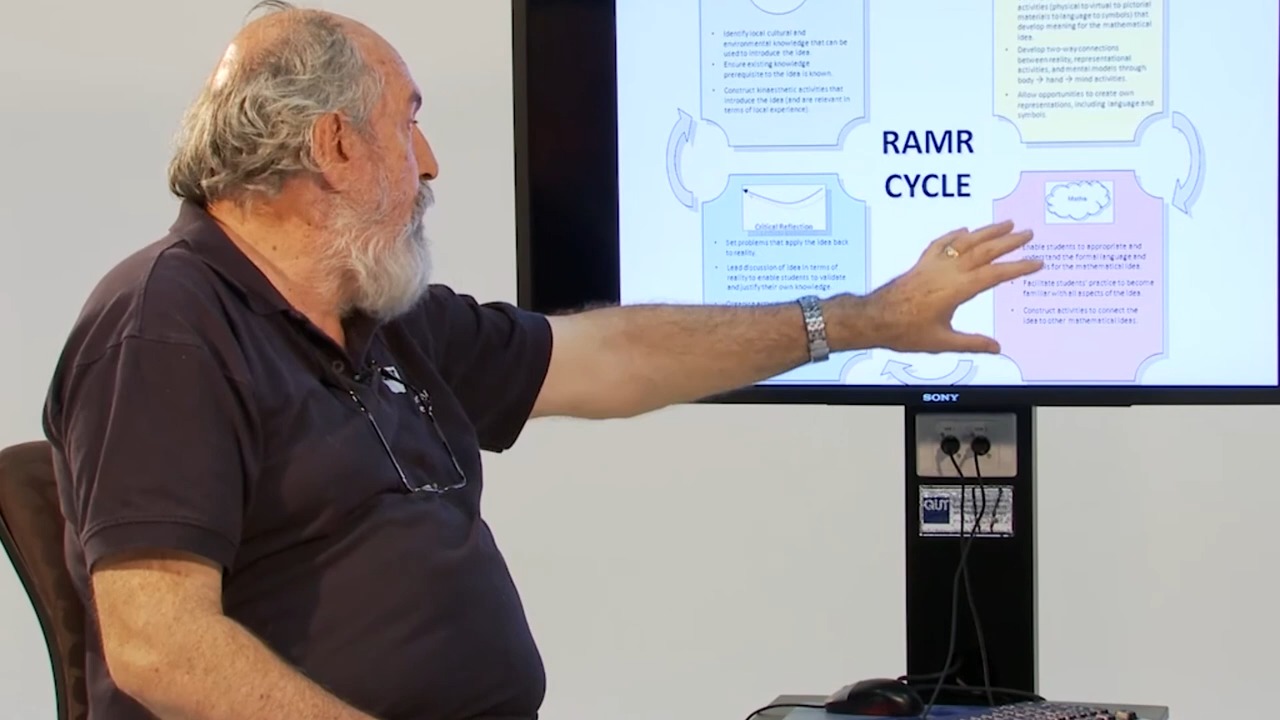 Identify local cultural and
environmental knowledge that can be
used to introduce the idea.
Ensure existing knowledge
prerequisite to the idea is known.
Construct kinaesthetic activities that
introduce the idea (and are relevant in
terms of local experience).
activities (physical to virtual to pictorial
materials to language to symbols) that
develop meaning for the mathematical
idea.
Develop two-way connections
between reality, representational
activities, and mental models through
body → hand → mind activities.
Allow opportunities to create own
representations, including language and
symbols.
RAMR
CYCLE
Critical Reflection
Set problems that apply the idea back
to reality.
Lead discussion of idea in terms of
reality to enable students to validate
and justify their own knowledge.
Maths
Enable students to appropriate and
understand the formal language and
for the mathematical idea.
Facilitate students' practice to become
familiar with all aspects of the idea.
Construct activities to connect the
idea to other mathematical ideas.
SONY
QUT